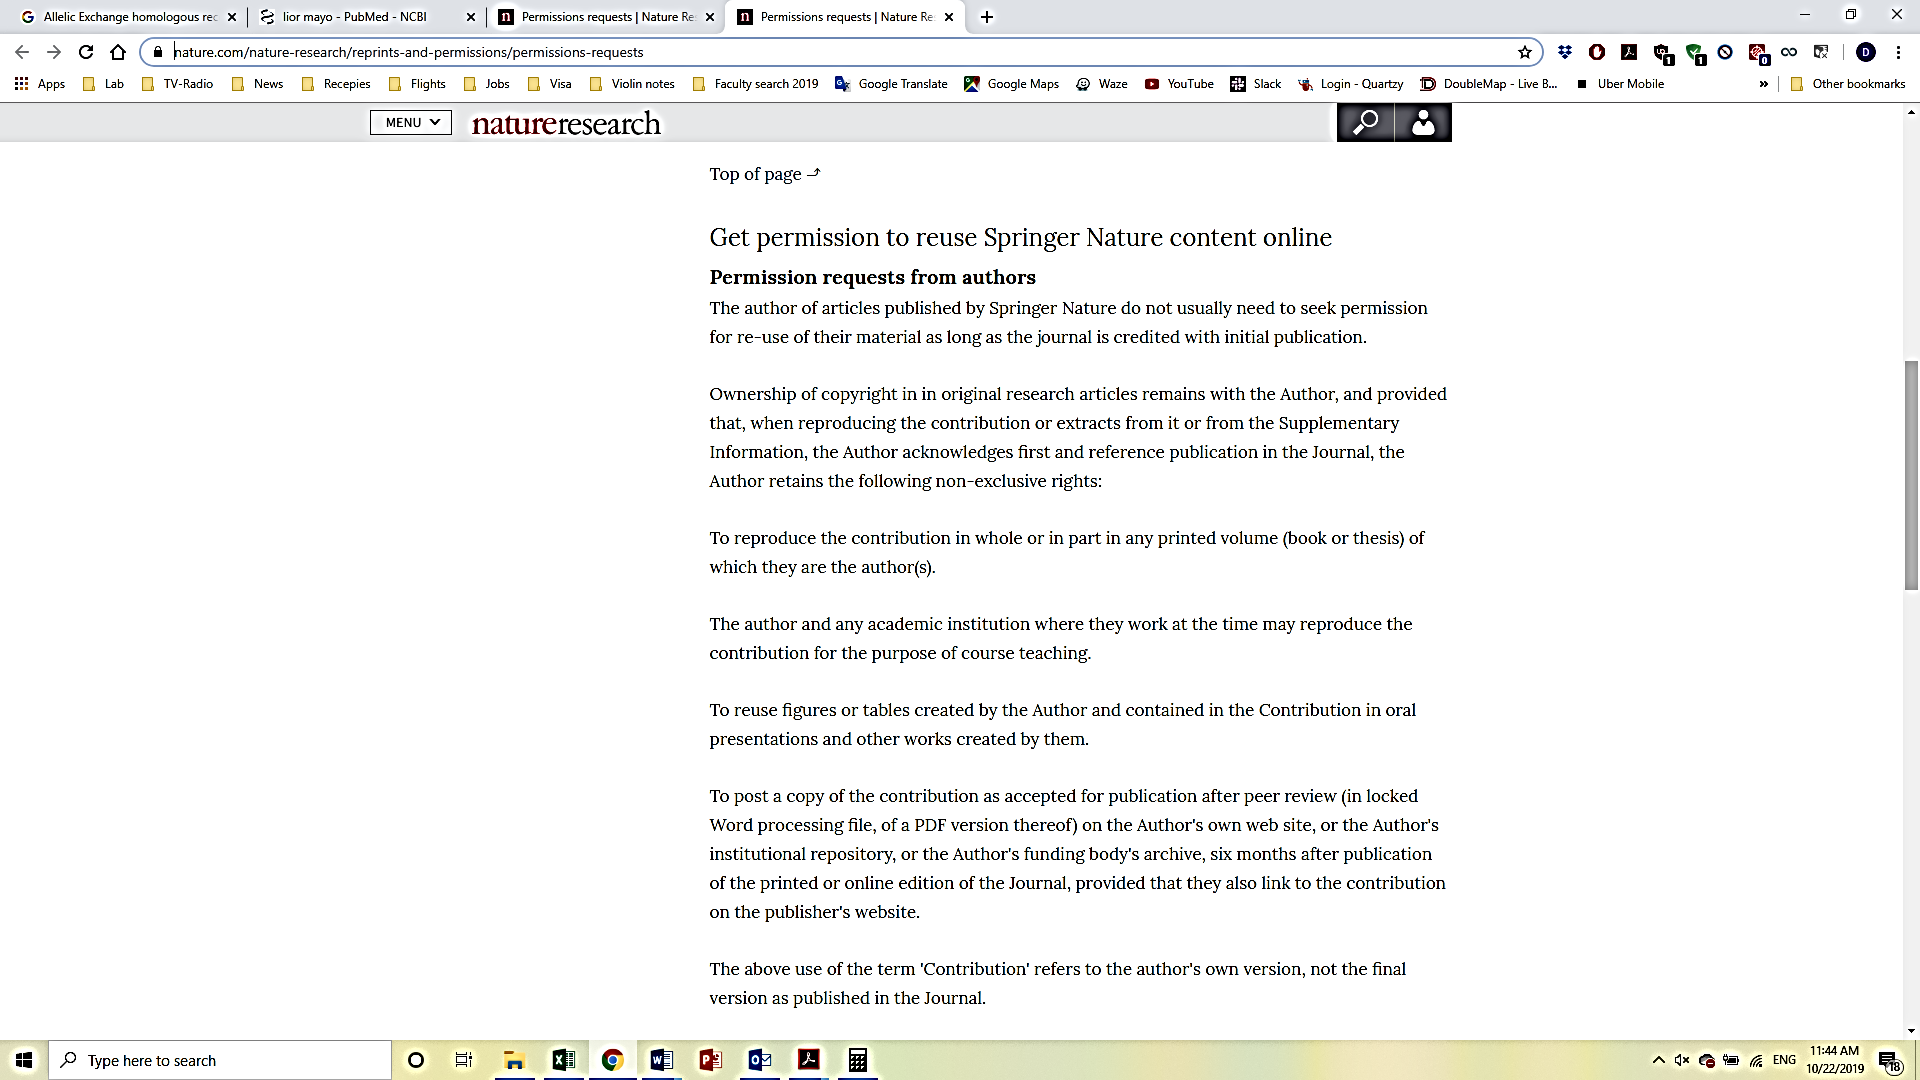 Allelic Exchange homologous rec
lior mayo - PubMed - NCBI
Permissions requests | Nature Re
Permissions requests | Nature Re
nature.com/nature-research/reprints-and-permissions/permissions-requests
1
1
0
D
Apps
Lab
TV-Radio
News
Recepies
Flights
Jobs
Visa
Violin notes
Faculty search 2019
Google Translate
Google Maps
Waze
YouTube
Slack
Login - Quartzy
DoubleMap - Live B...
Uber Mobile
»
Other bookmarks
MENU
natureresearch
Top of page
Get permission to reuse Springer Nature content online
Permission requests from authors
The author of articles published by Springer Nature do not usually need to seek permission
for re-use of their material as long as the journal is credited with initial publication.
Ownership of copyright in in original research articles remains with the Author, and provided
that, when reproducing the contribution or extracts from it or from the Supplementary
Information, the Author acknowledges first and reference publication in the Journal, the
Author retains the following non-exclusive rights:
To reproduce the contribution in whole or in part in any printed volume (book or thesis) of
which they are the author(s).
The author and any academic institution where they work at the time may reproduce the
contribution for the purpose of course teaching.
To reuse figures or tables created by the Author and contained in the Contribution in oral
presentations and other works created by them.
To post a copy of the contribution as accepted for publication after peer review (in locked
Word processing file, of a PDF version thereof) on the Author's own web site, or the Author's
institutional repository, or the Author's funding body's archive, six months after publication
of the printed or online edition of the Journal, provided that they also link to the contribution
on the publisher's website.
The above use of the term 'Contribution' refers to the author's own version, not the final
version as published in the Journal.
Type here to search
ENG
11:44 AM
10/22/2019
18